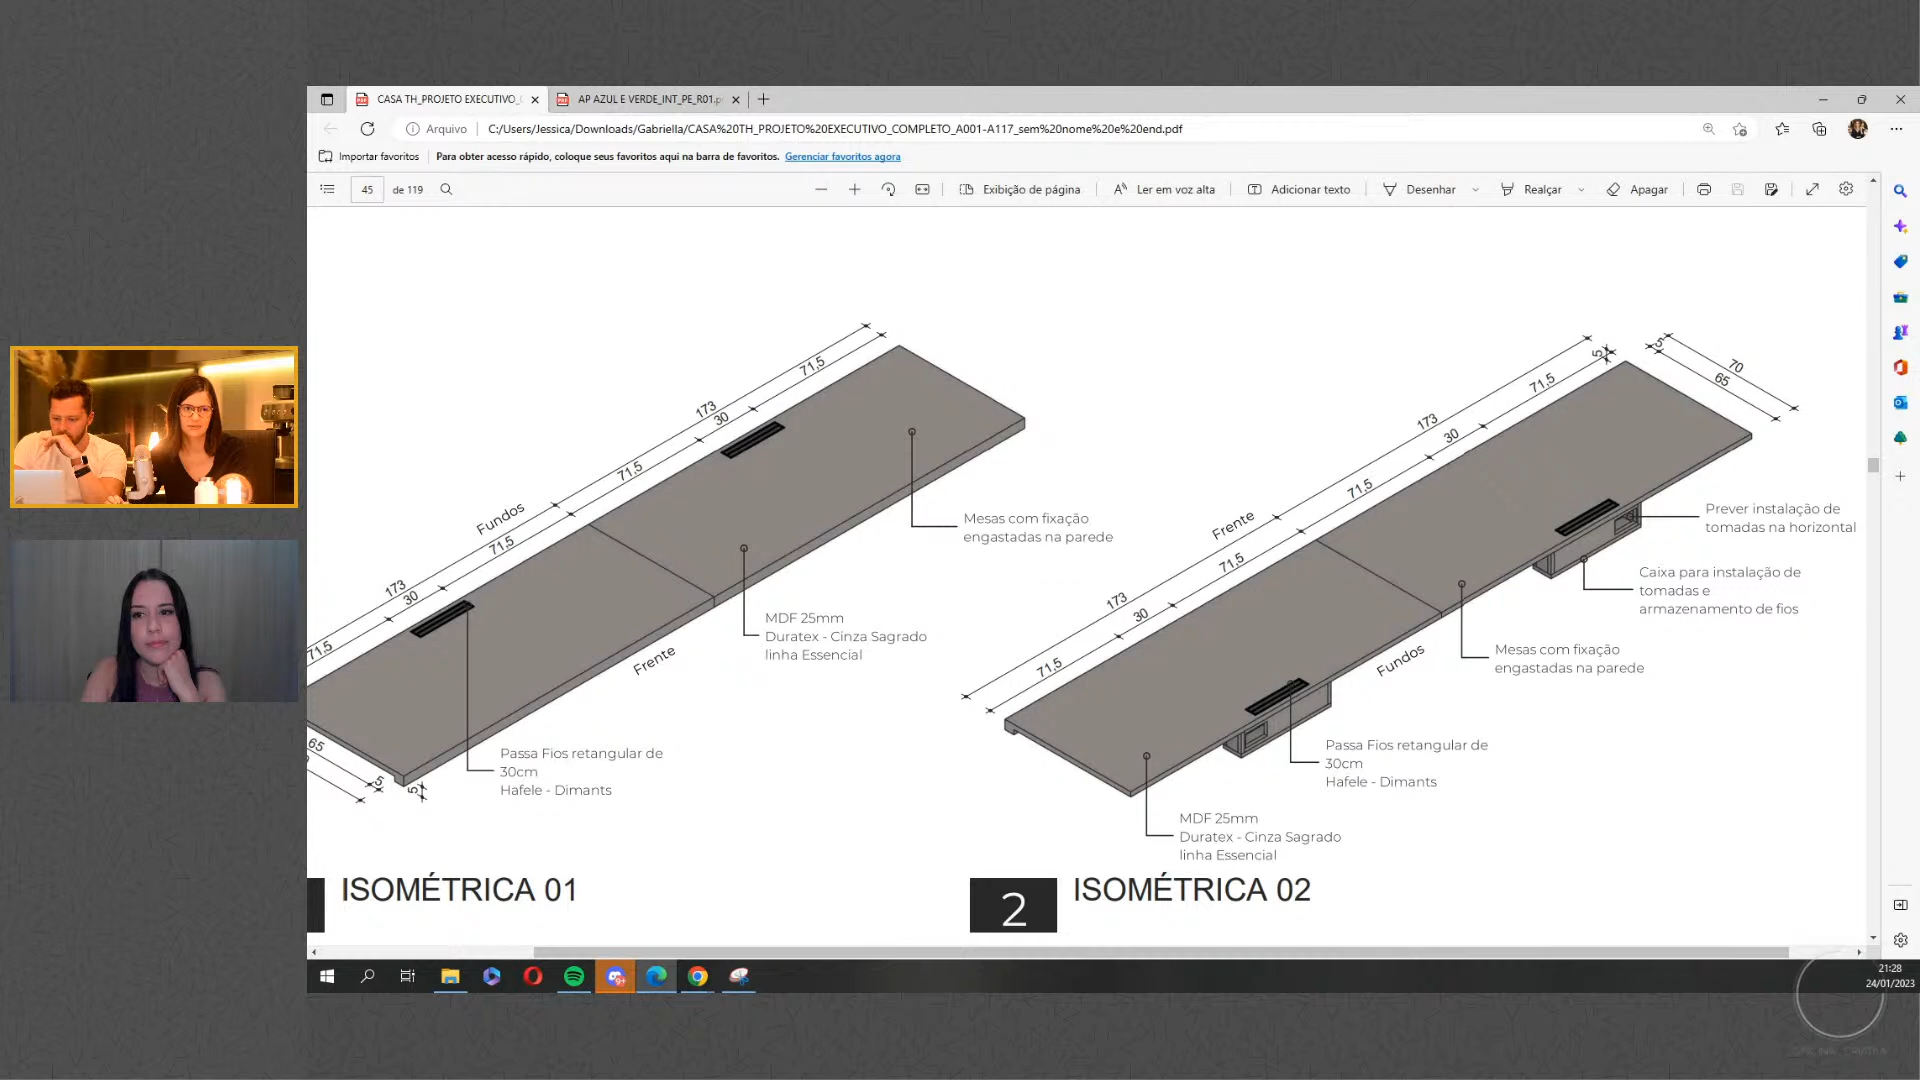 CASA TH_PROJETO EXECUTIVO_
AP AZUL E VERDE_INT_PE_R01.p
Arquivo
C:/Users/Jessica/Downloads/Gabriella/CASA%20TH_PROJETO%20EXECUTIVO_COMPLETO_A001-A117_sem%20nome%20e%20end.pdf
Importar favoritos
Para obter acesso rápido, coloque seus favoritos aqui na barra de favoritos. Gerenciar favoritos agora
45 de 119
Exibição de página
Ler em voz alta
Adicionar texto
Desenhar
Realçar
Apagar
71,5
173
30
71,5
Fundos
71,5
173
30
71,5
65
5
5
Frente
Mesas com fixação
engastadas na parede
MDF 25mm
Duratex - Cinza Sagrado
linha Essencial
Passa Fios retangular de
30cm
Hafele - Dimants
ISOMÉTRICA 01
5
5
70
65
71,5
173
30
71,5
Frente
71,5
173
30
71,5
Fundos
Prever instalação de
tomadas na horizontal
Caixa para instalação de
tomadas e
armazenamento de fios
Mesas com fixação
engastadas na parede
Passa Fios retangular de
30cm
Hafele - Dimants
MDF 25mm
Duratex - Cinza Sagrado
linha Essencial
2
ISOMÉTRICA 02
9+
21:28
24/01/2023